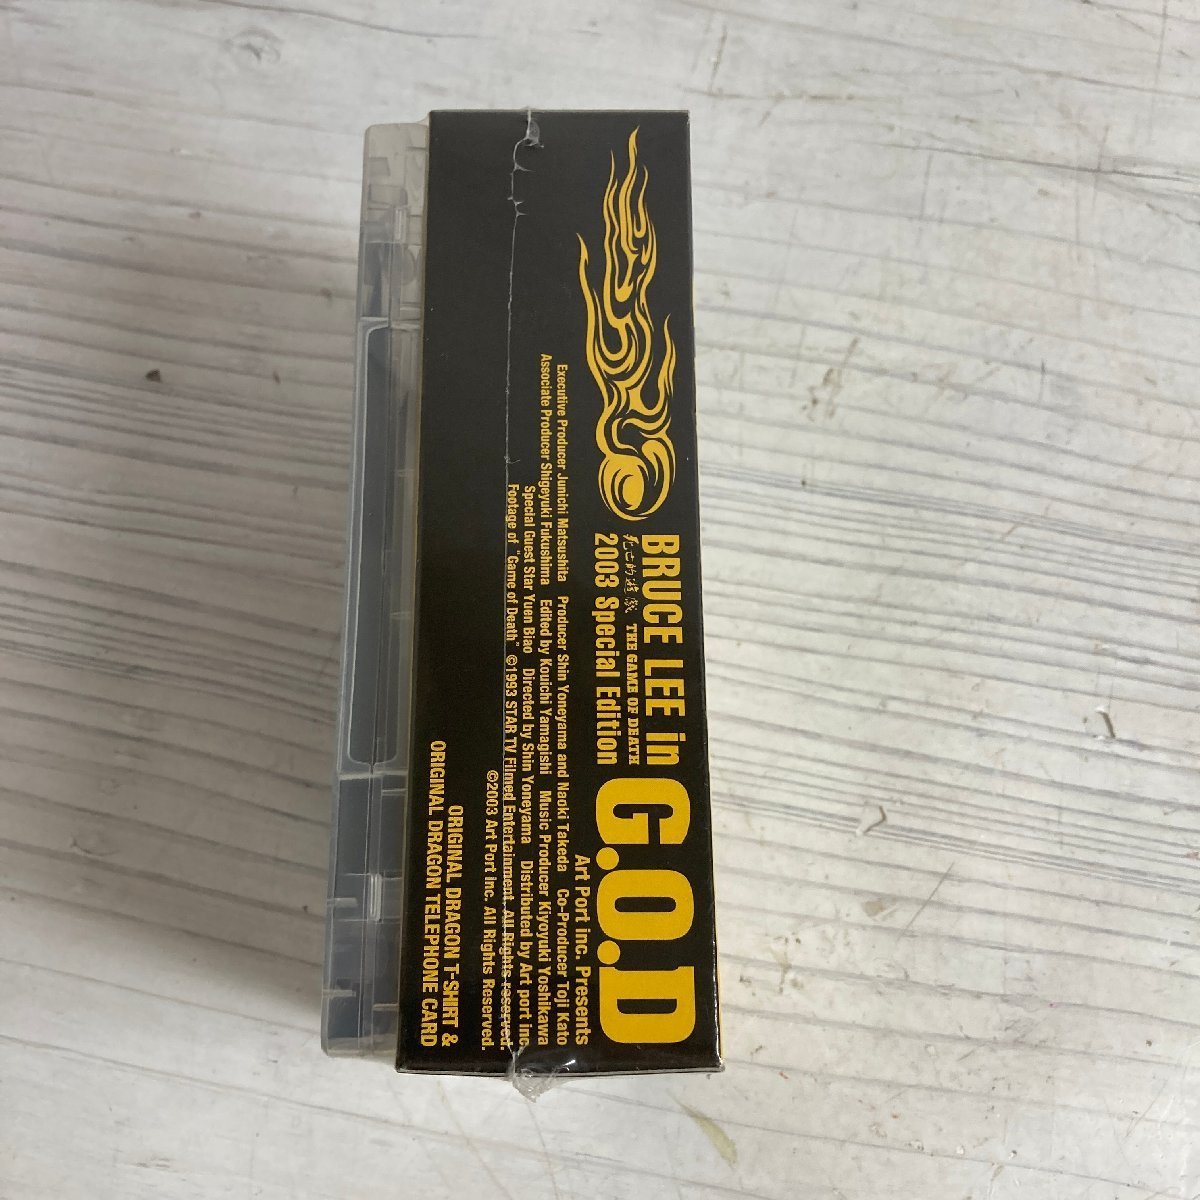 BRUCE LEE in
死亡的遊戯 THE GAME OF DEATH
2003 Special Edition
G.O.D
Art Port inc. Presents
Executive Producer Junichi Matsushita Producer Shin Yoneyama and Naoki Takeda Co-Producer Toji Kato
Associate Producer Shigeyuki Fukushima Edited by Kouichi Yamagishi Music Producer Kiyoyuki Yoshikawa
Special Guest Star Yuen Biao Directed by Shin Yoneyama Distributed by Art port inc.
Footage of "Game of Death" ©1993 STAR TV Filmed Entertainment. All Rights reserved.
©2003 Art Port inc. All Rights Reserved.
ORIGINAL DRAGON T-SHIRT &
ORIGINAL DRAGON TELEPHONE CARD